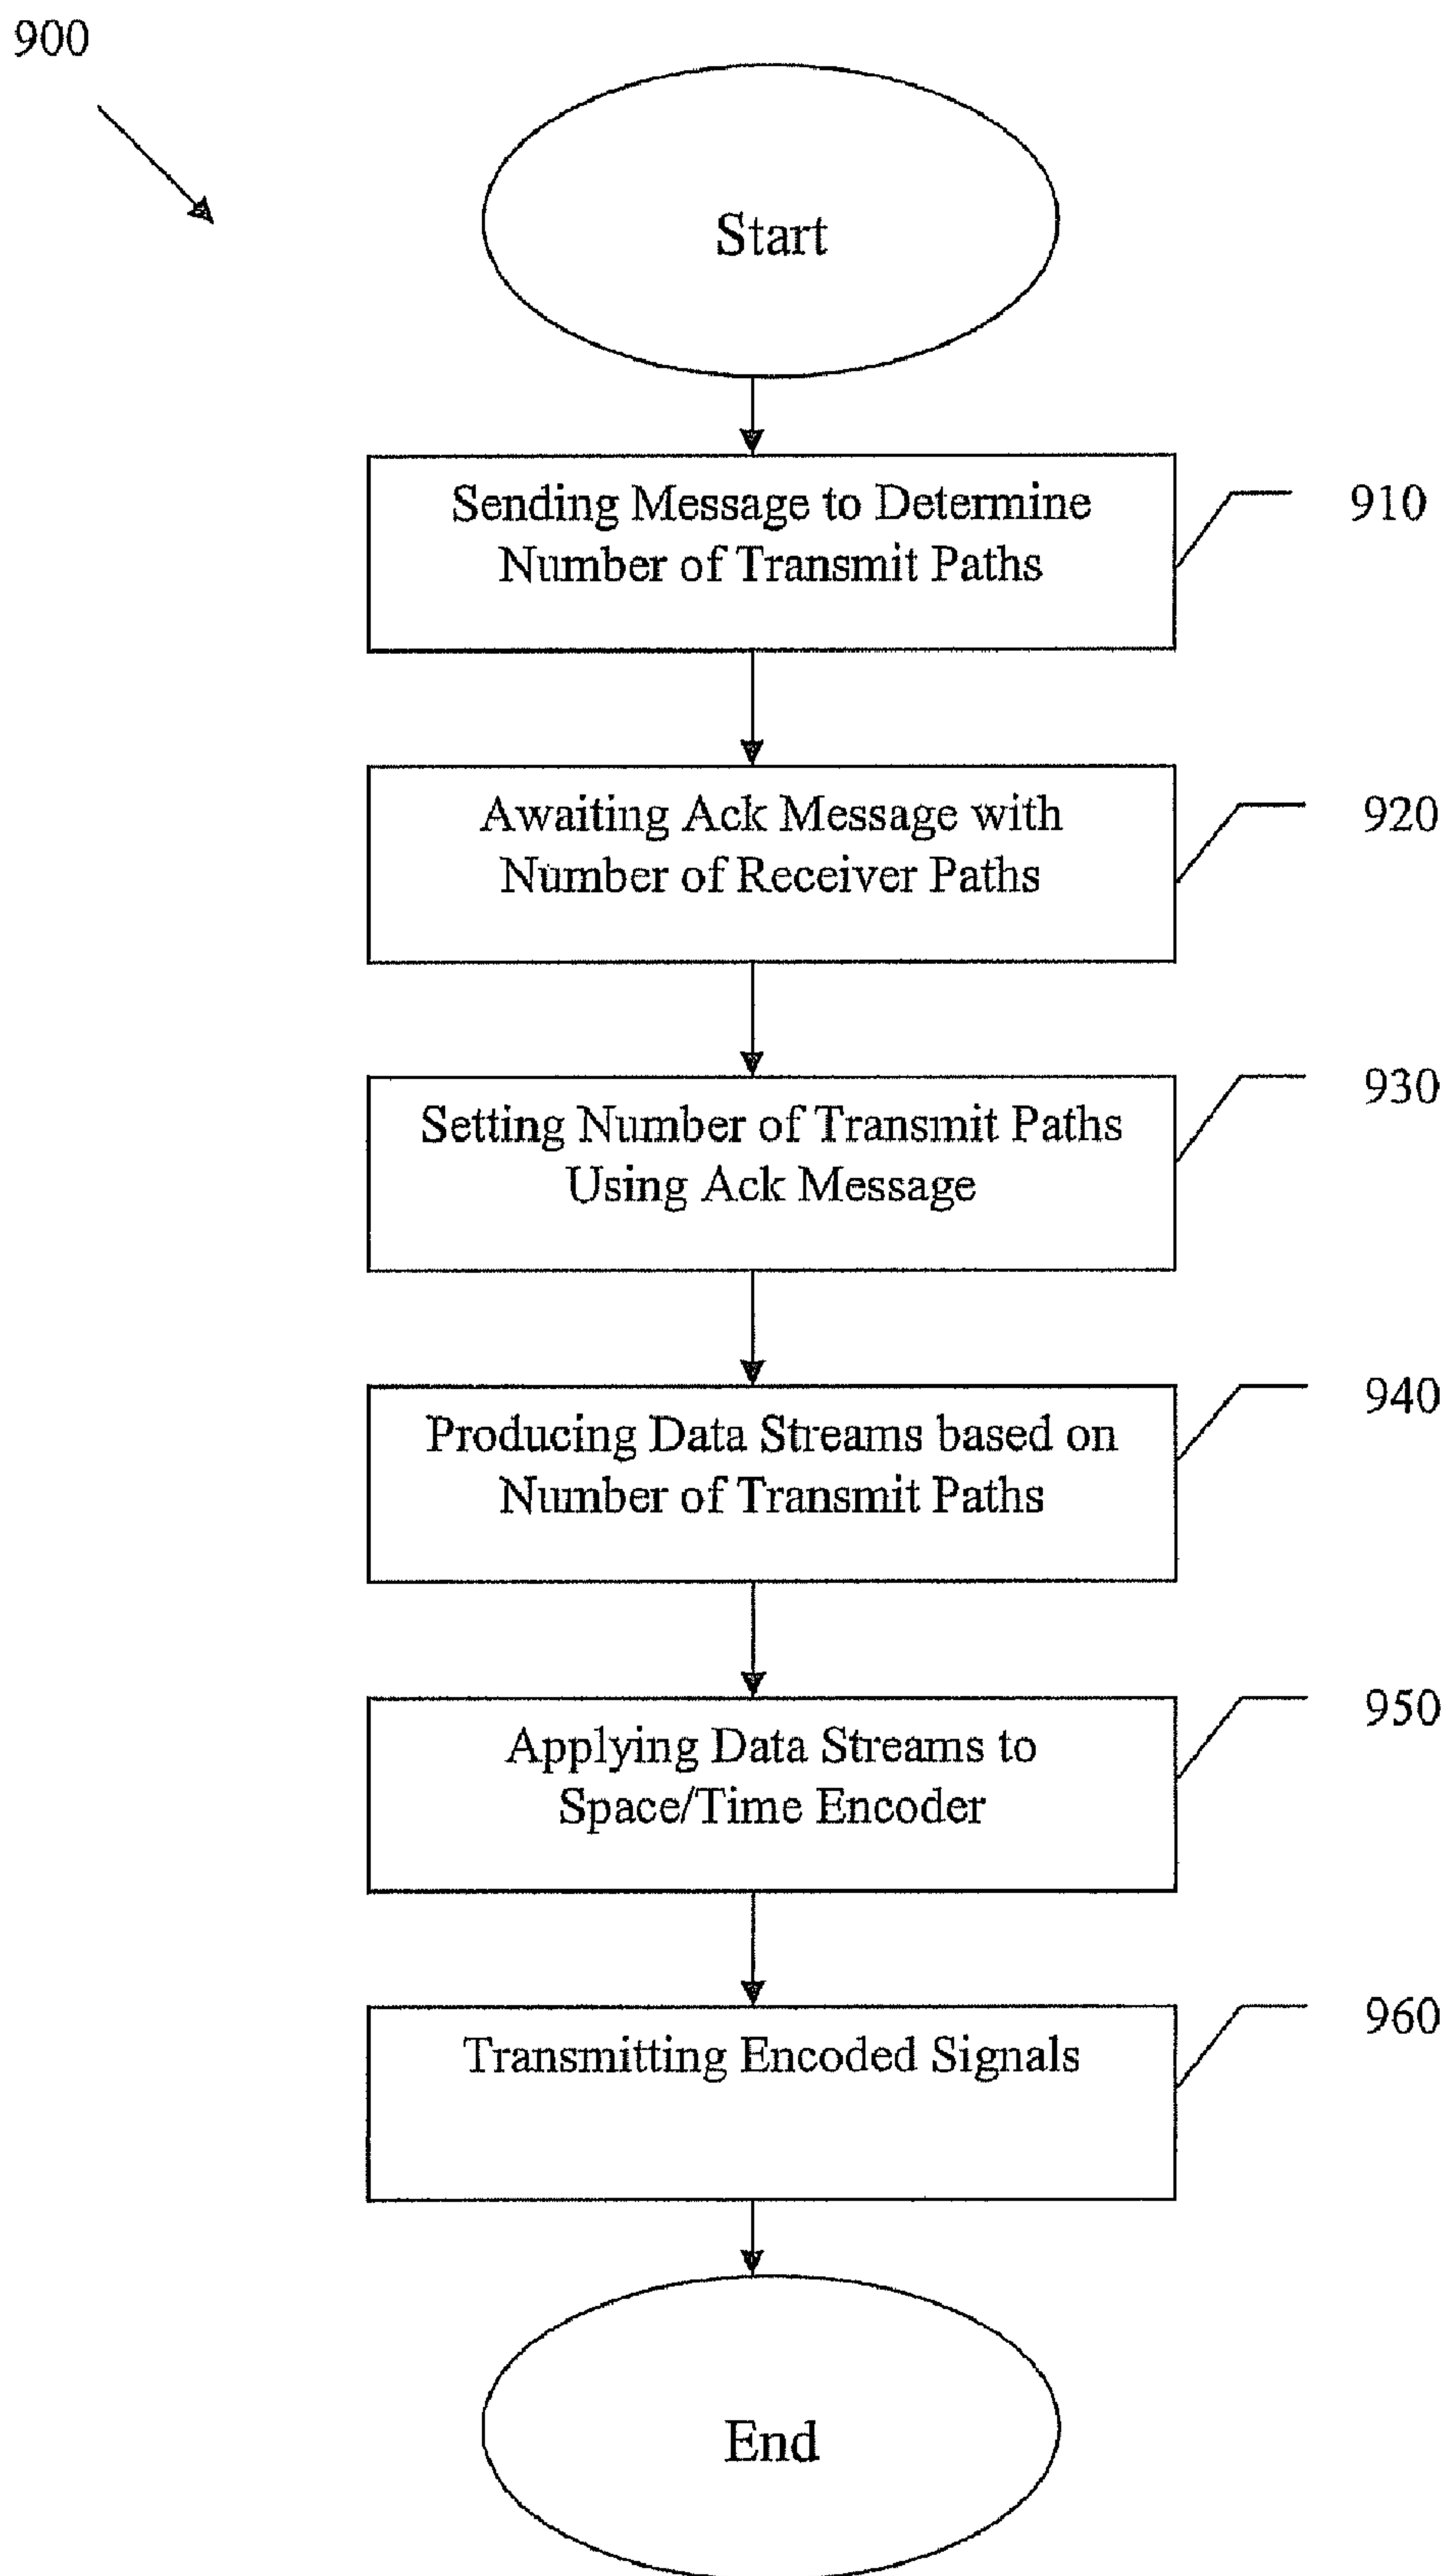 900
Start
Sending Message to Determine
Number of Transmit Paths
910
Awaiting Ack Message with
Number of Receiver Paths
920
Setting Number of Transmit Paths
Using Ack Message
930
Producing Data Streams based on
Number of Transmit Paths
940
Applying Data Streams to
Space/Time Encoder
950
Transmitting Encoded Signals
960
End